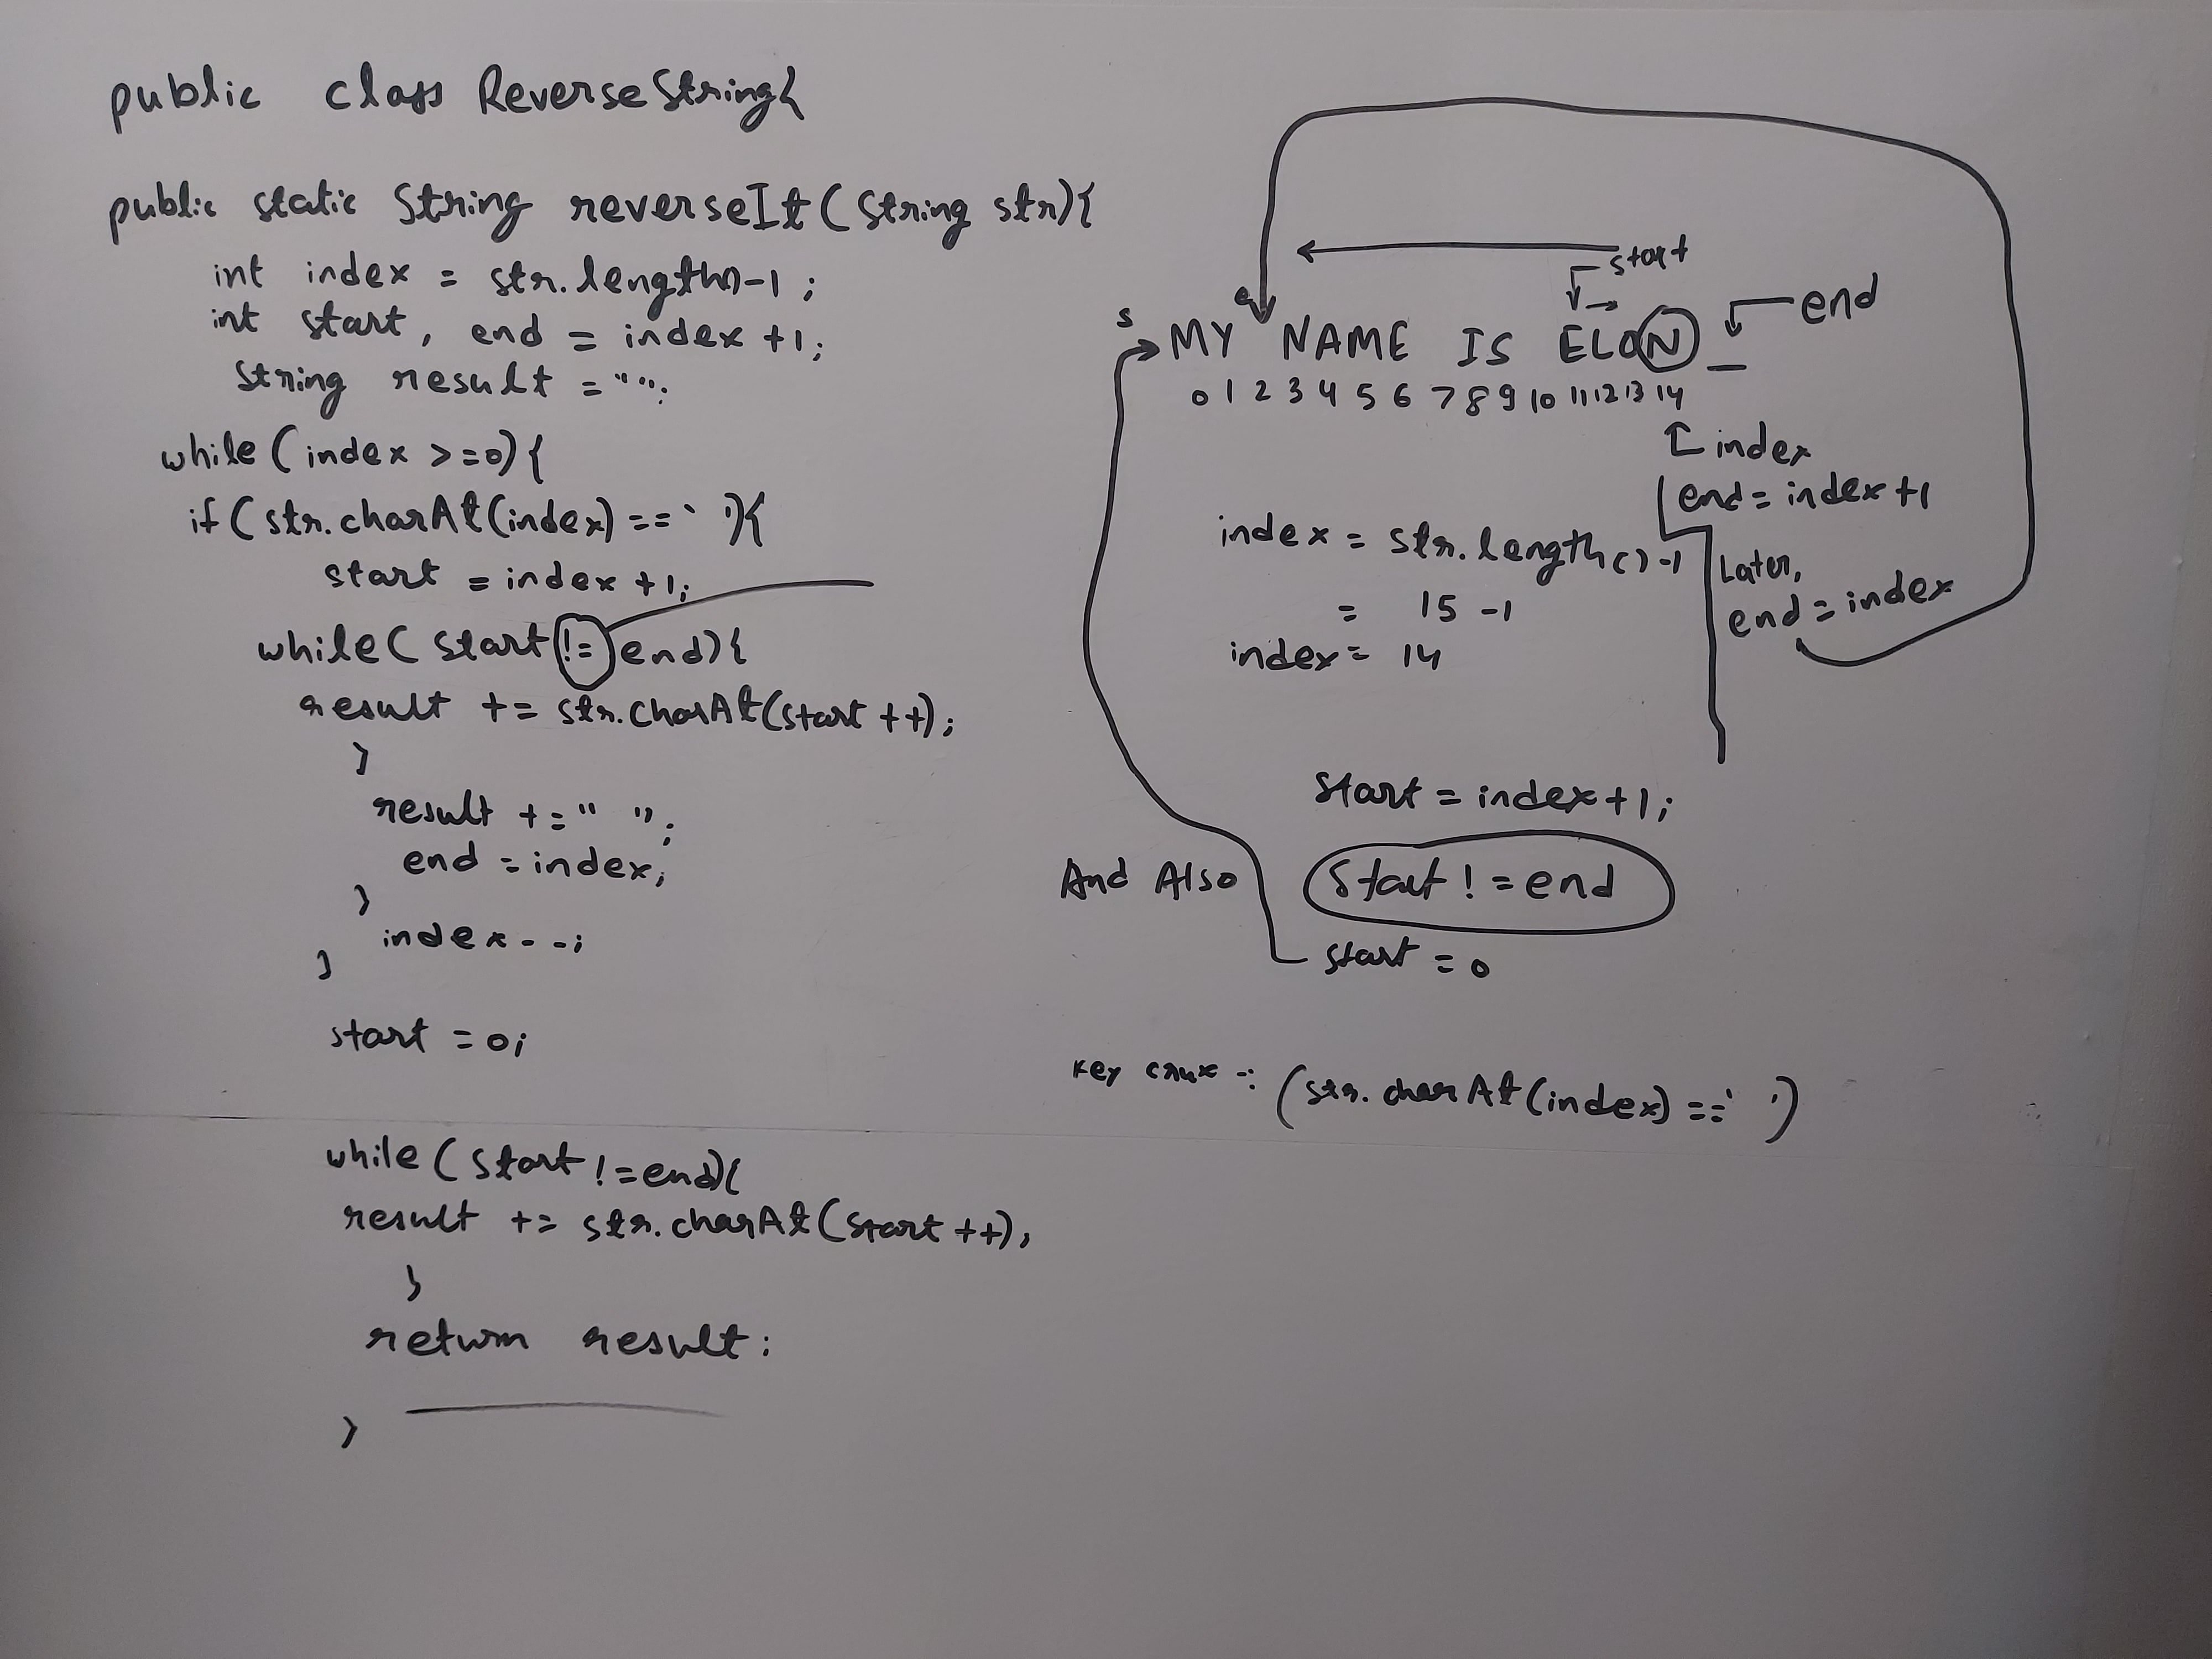 public class ReverseString{
public static String reverseIt(String str){
int index = str.length()-1;
int start, end = index +1;
String result = "";
while (index >=0){
if (str.charAt(index) ==' '){
start = index +1;
while( start != end){
result += str.charAt(start ++);
}
result +=" ";
end = index;
}
index--;
}
start = 0;
while (start !=end){
result += str.charAt(start ++);
}
return result;
}
start
end
s
e
MY NAME IS ELON _
0 1 2 3 4 5 6 7 8 9 10 11 12 13 14
index
end = index +1
index = str.length()-1
Later,
= 15 -1
end = index
index = 14
start = index+1;
And Also start != end
start = 0
Key crux -: (str.charAt(index) ==' ')